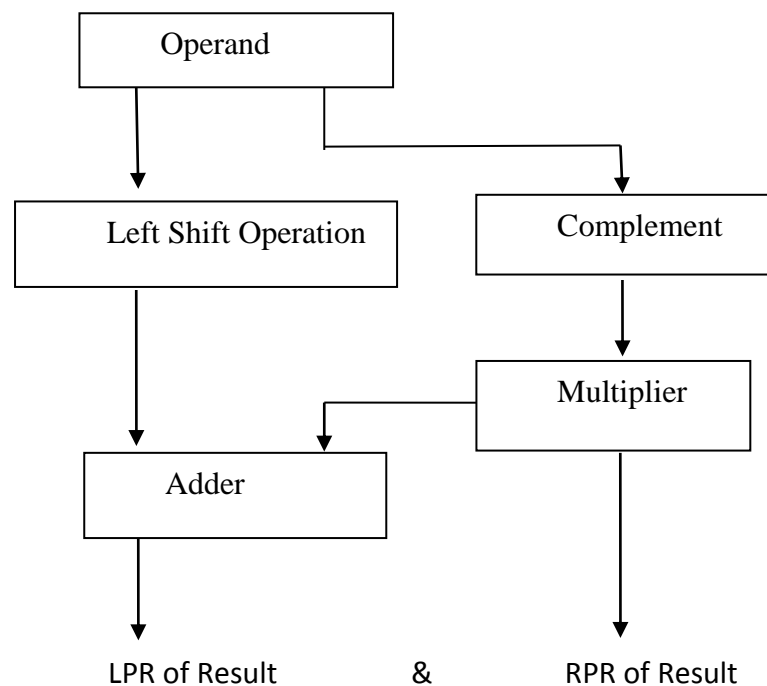 Operand
Left Shift Operation
Complement
Multiplier
Adder
LPR of Result & RPR of Result